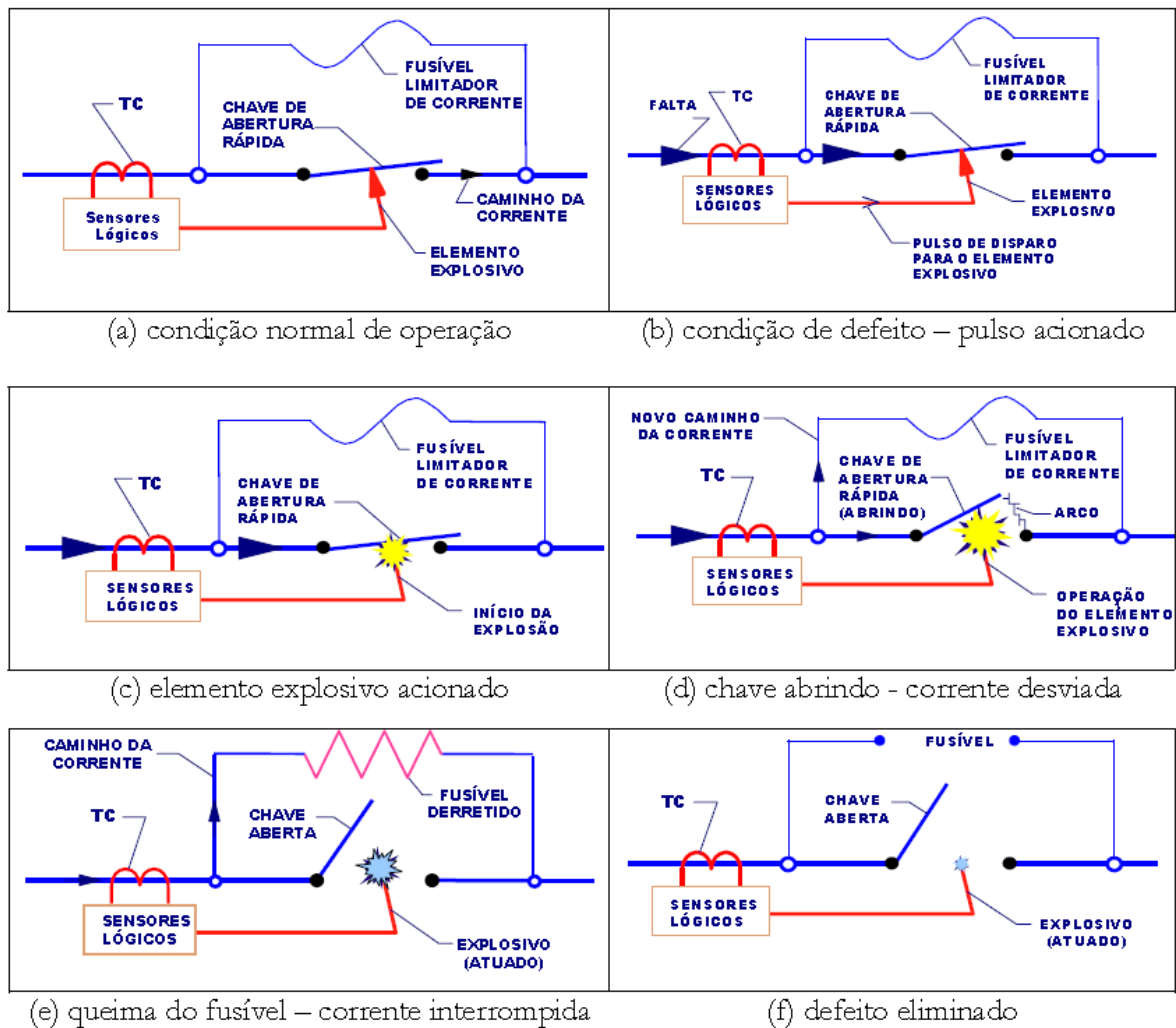 FUSÍVEL
LIMITADOR
DE CORRENTE
TC
CHAVE DE
ABERTURA
RÁPIDA
Sensores
Lógicos
CAMINHO DA
CORRENTE
ELEMENTO
EXPLOSIVO
(a) condição normal de operação
FUSÍVEL
LIMITADOR
DE CORRENTE
FALTA
TC
CHAVE DE
ABERTURA
RÁPIDA
SENSORES
LÓGICOS
ELEMENTO
EXPLOSIVO
PULSO DE DISPARO
PARA O ELEMENTO
EXPLOSIVO
(b) condição de defeito – pulso acionado
FUSÍVEL
LIMITADOR
DE CORRENTE
TC
CHAVE DE
ABERTURA
RÁPIDA
SENSORES
LÓGICOS
INÍCIO DA
EXPLOSÃO
(c) elemento explosivo acionado
NOVO CAMINHO
DA CORRENTE
FUSÍVEL
LIMITADOR
DE CORRENTE
TC
CHAVE DE
ABERTURA
RÁPIDA
(ABRINDO)
ARCO
SENSORES
LÓGICOS
OPERAÇÃO
DO ELEMENTO
EXPLOSIVO
(d) chave abrindo - corrente desviada
CAMINHO DA
CORRENTE
FUSÍVEL
DERRETIDO
TC
CHAVE
ABERTA
SENSORES
LÓGICOS
EXPLOSIVO
(ATUADO)
(e) queima do fusível – corrente interrompida
FUSÍVEL
TC
CHAVE
ABERTA
SENSORES
LÓGICOS
EXPLOSIVO
(ATUADO)
(f) defeito eliminado